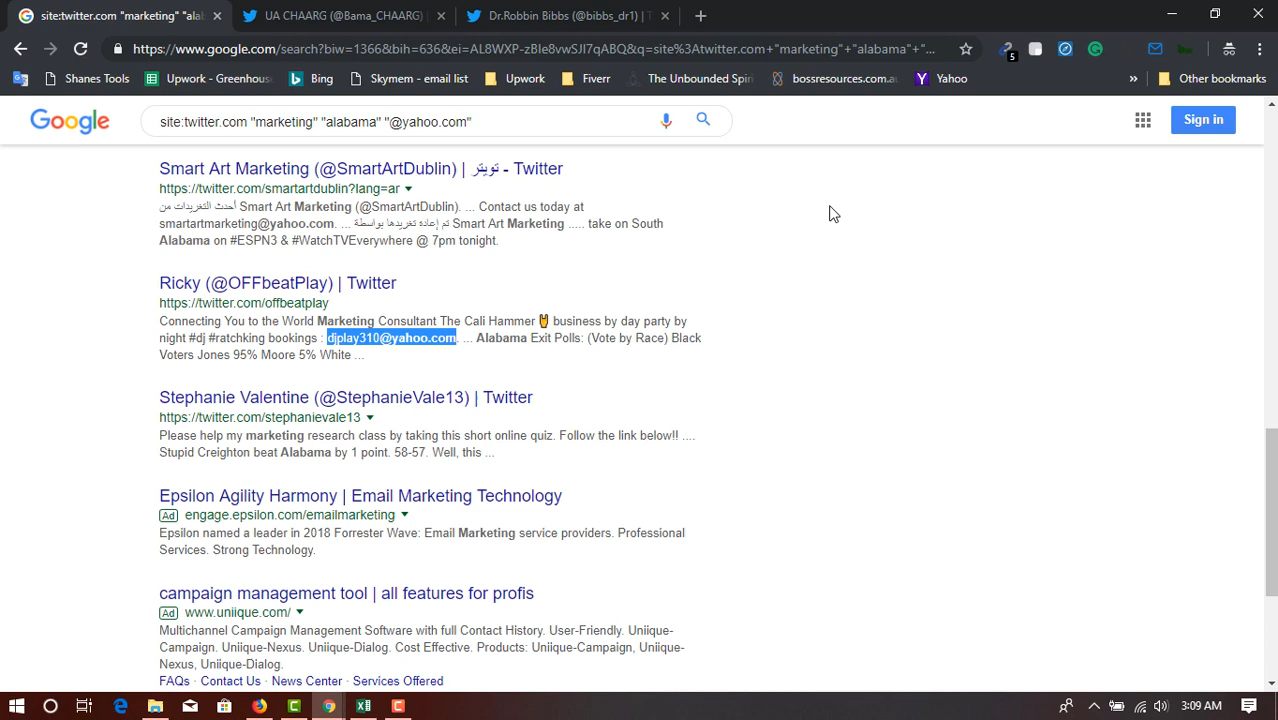 site:twitter.com "marketing" "alab
UA CHAARG (@Bama_CHAARG)
Dr.Robbin Bibbs (@bibbs_dr1) | T
https://www.google.com/search?biw=1366&bih=636&ei=AL8WXP-zBIe8vwSJl7qABQ&q=site%3Atwitter.com+"marketing"+"alabama"+"...
5
Shanes Tools
Upwork - Greenhous
Bing
Skymem - email list
Upwork
Fiverr
The Unbounded Spiri
bossresource.com.au
Yahoo
»
Other bookmarks
Google
site:twitter.com "marketing" "alabama" "@yahoo.com"
Sign in
Smart Art Marketing (@SmartArtDublin) | تويتر - Twitter
https://twitter.com/smartartdublin?lang=ar
أحدث التغريدات من Smart Art Marketing (@SmartArtDublin). ... Contact us today at
smartartmarketing@yahoo.com. ... تم إعادة تغريدها بواسطة Smart Art Marketing ..... take on South
Alabama on #ESPN3 & #WatchTVEverywhere @ 7pm tonight.
Ricky (@OFFbeatPlay) | Twitter
https://twitter.com/offbeatplay
Connecting You to the World Marketing Consultant The Cali Hammer 🤘 business by day party by
night #dj #ratchking bookings : djplay310@yahoo.com. ... Alabama Exit Polls: (Vote by Race) Black
Voters Jones 95% Moore 5% White ...
Stephanie Valentine (@StephanieVale13) | Twitter
https://twitter.com/stephanievale13
Please help my marketing research class by taking this short online quiz. Follow the link below!! ....
Stupid Creighton beat Alabama by 1 point. 58-57. Well, this ...
Epsilon Agility Harmony | Email Marketing Technology
Ad engage.epsilon.com/emailmarketing
Epsilon named a leader in 2018 Forrester Wave: Email Marketing service providers. Professional
Services. Strong Technology.
campaign management tool | all features for profis
Ad www.uniique.com/
Multichannel Campaign Management Software with full Contact History. User-Friendly. Uniique-
Campaign. Uniique-Nexus. Uniique-Dialog. Cost Effective. Products: Uniique-Campaign, Uniique-
Nexus, Uniique-Dialog.
FAQs · Contact Us · News Center · Services Offered
3:09 AM